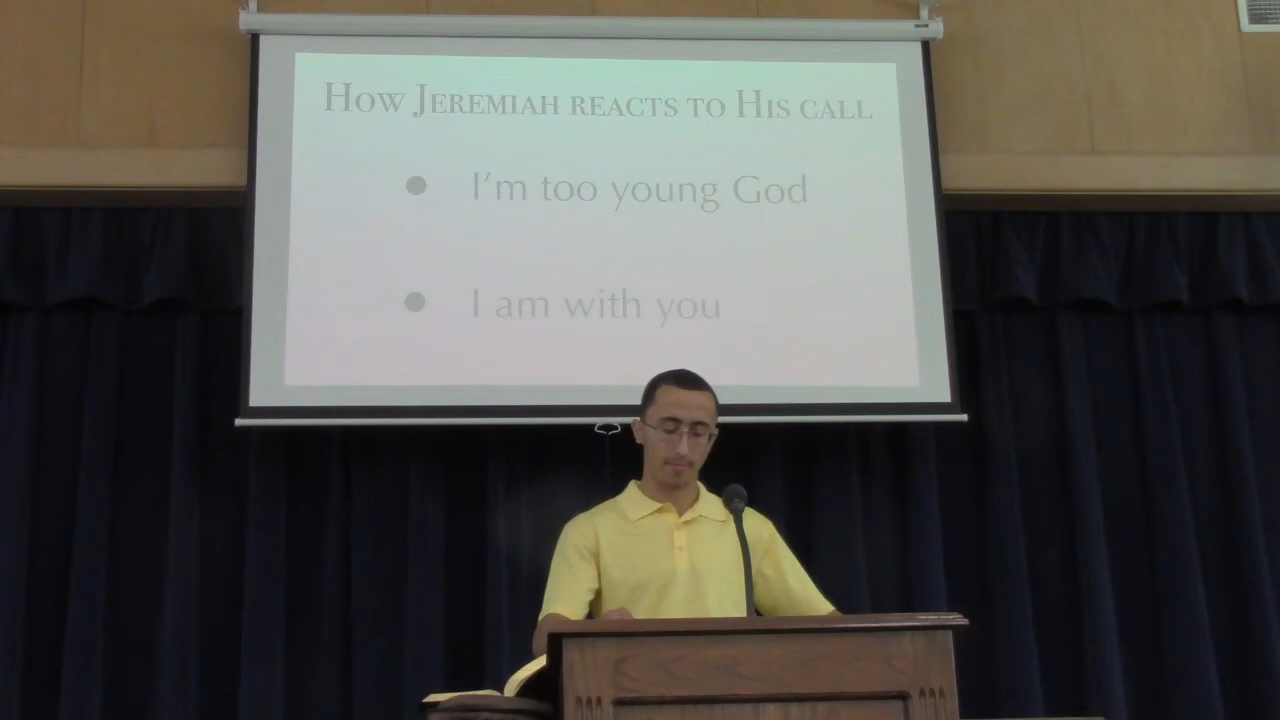 How Jeremiah reacts to His call
• I'm too young God
• I am with you